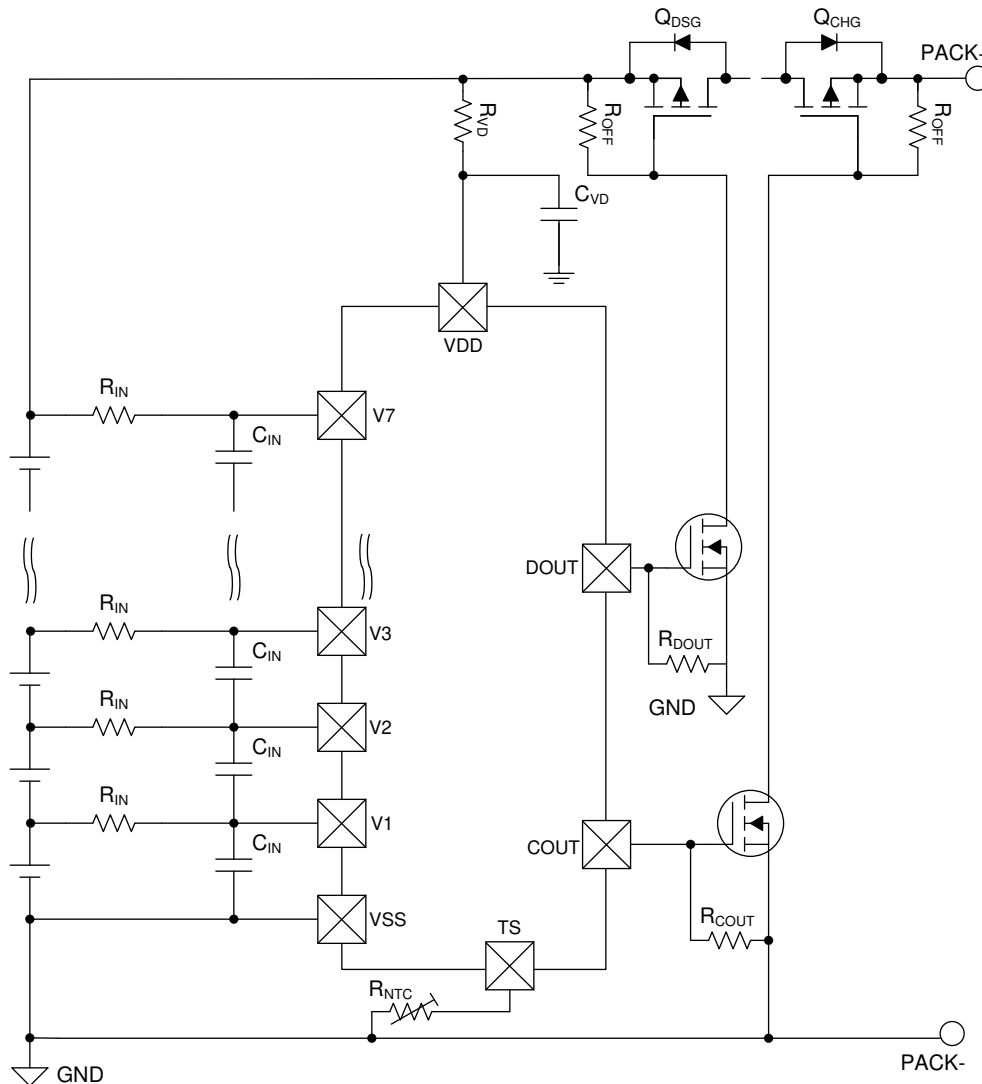 QDSG
QCHG
PACK-
RVD
ROFF
ROFF
CVD
VDD
RIN
V7
CIN
DOUT
RIN
V3
CIN
RDOUT
RIN
V2
GND
CIN
RIN
V1
COUT
CIN
VSS
TS
RCOUT
RNTC
GND
PACK-